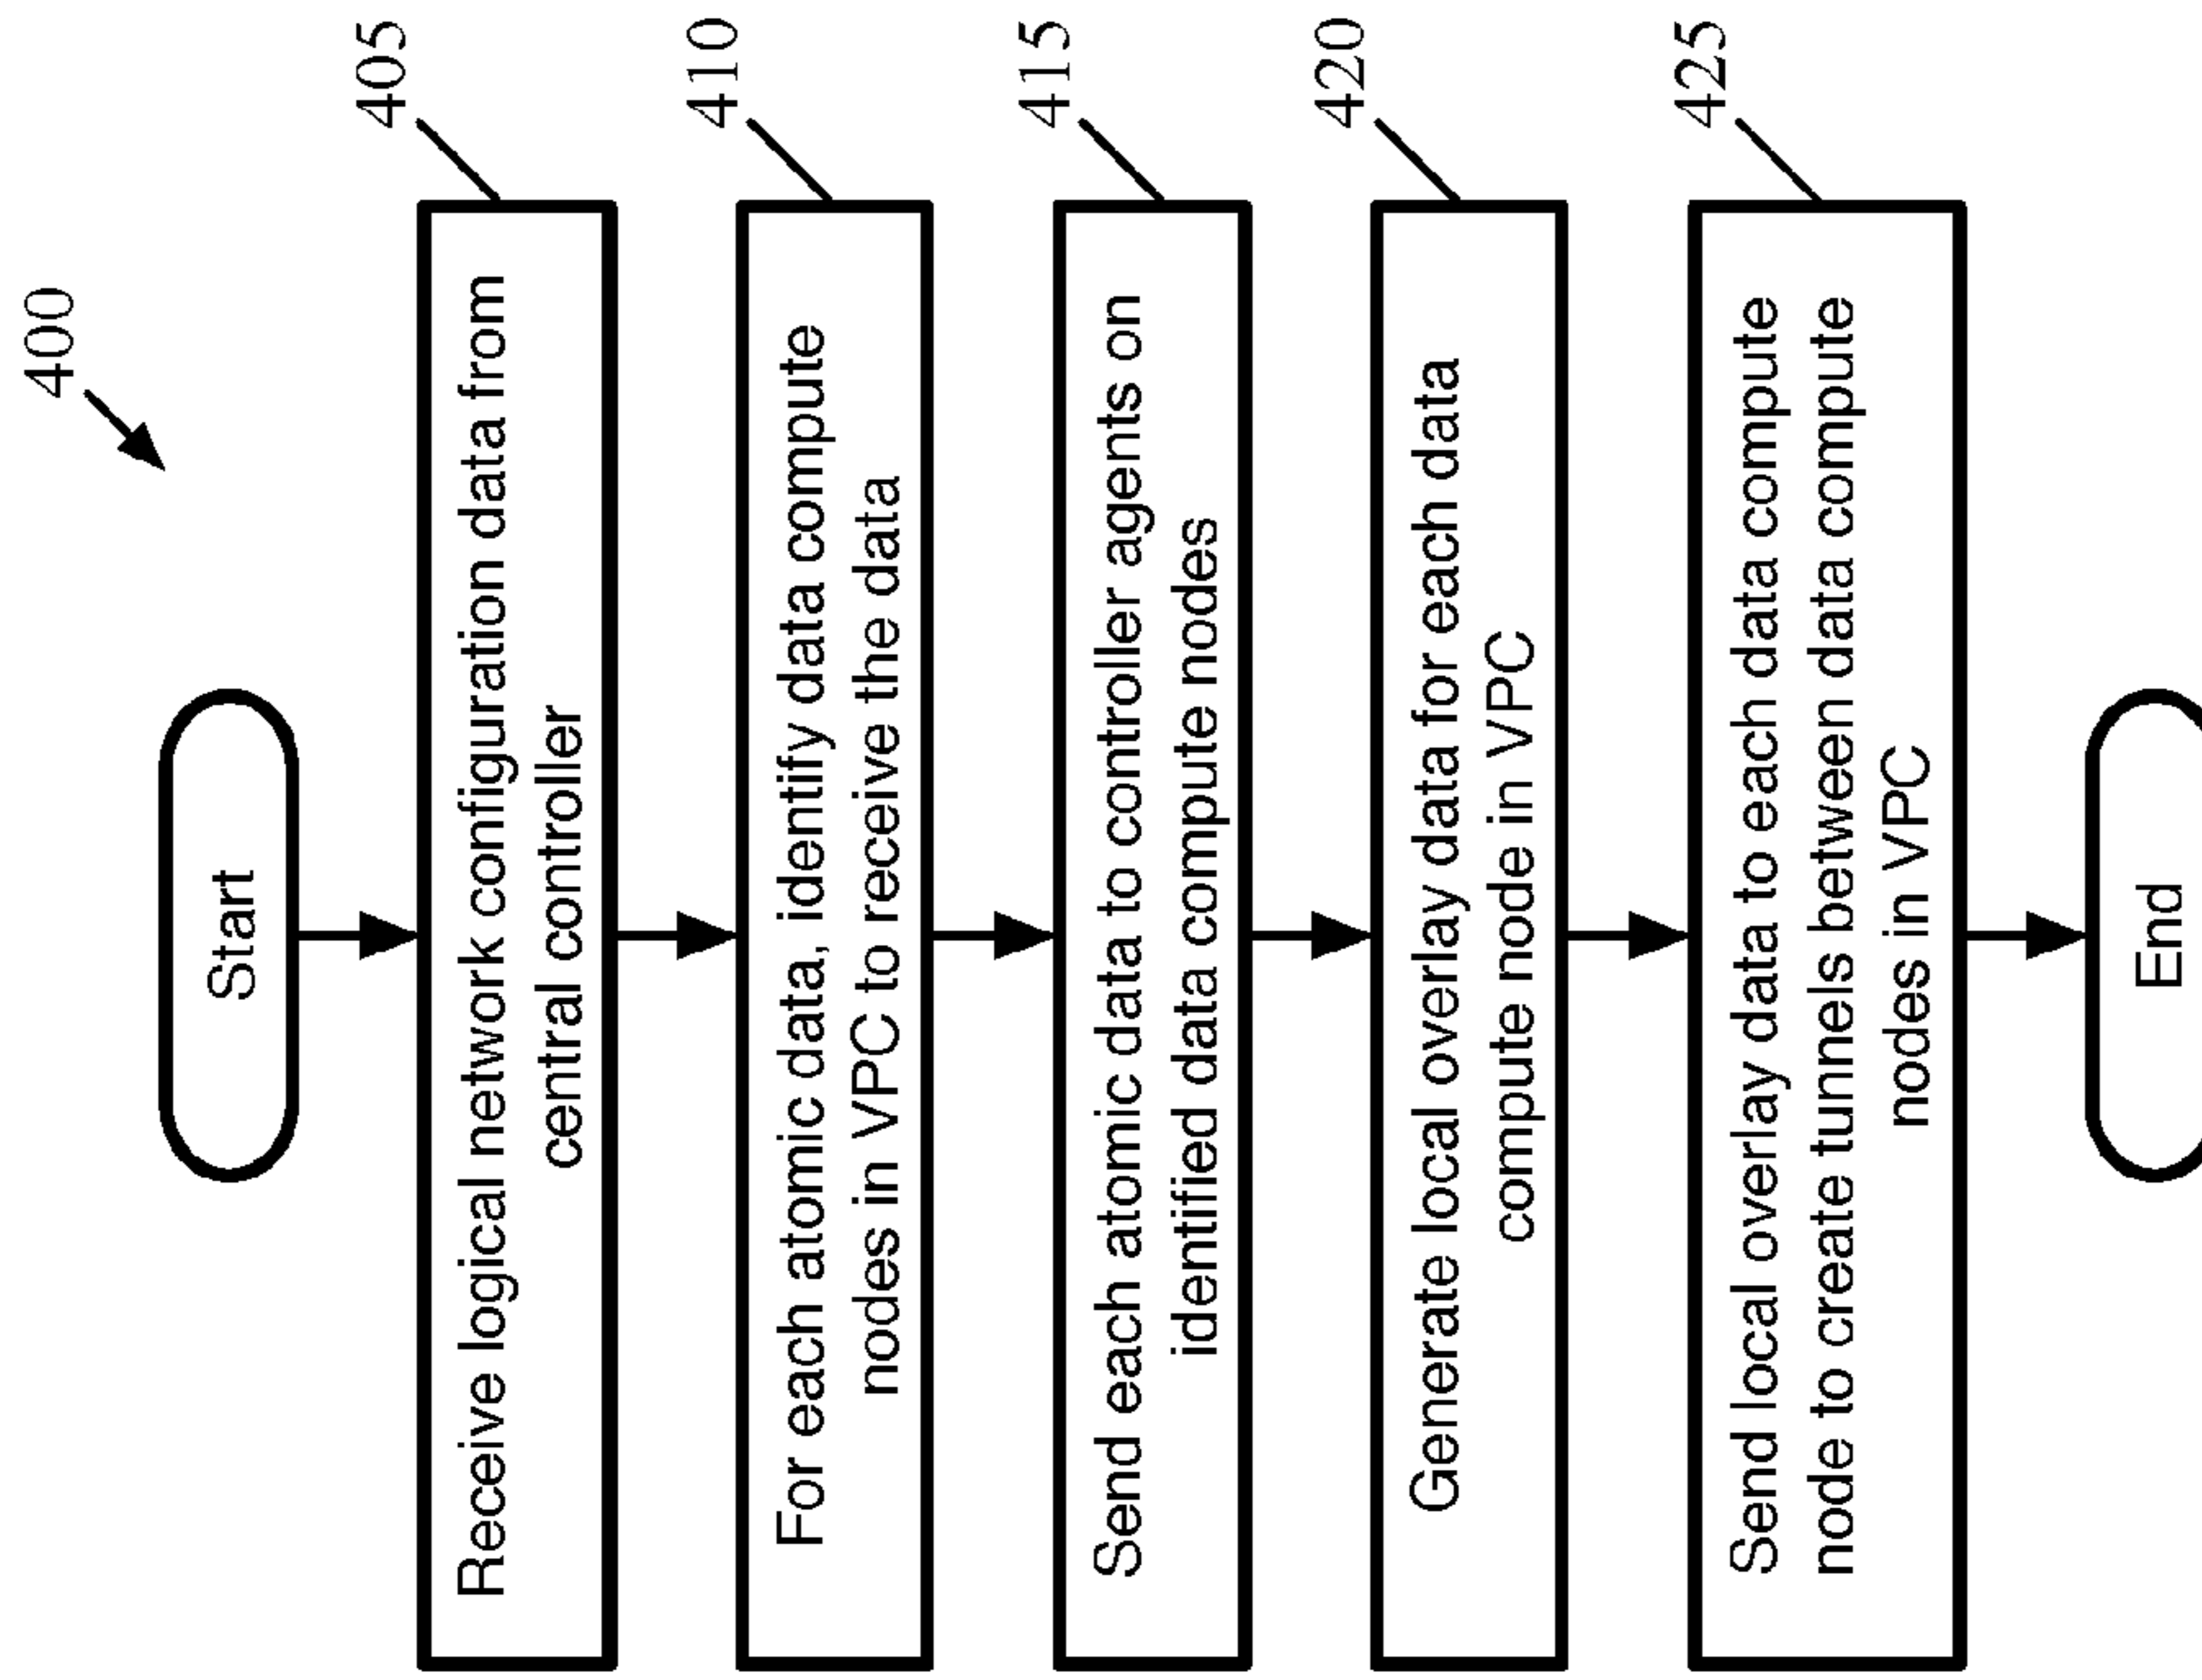 400
Start
405
Receive logical network configuration data from
central controller
410
For each atomic data, identify data compute
nodes in VPC to receive the data
415
Send each atomic data to controller agents on
identified data compute nodes
420
Generate local overlay data for each data
compute node in VPC
425
Send local overlay data to each data compute
node to create tunnels between data compute
nodes in VPC
End